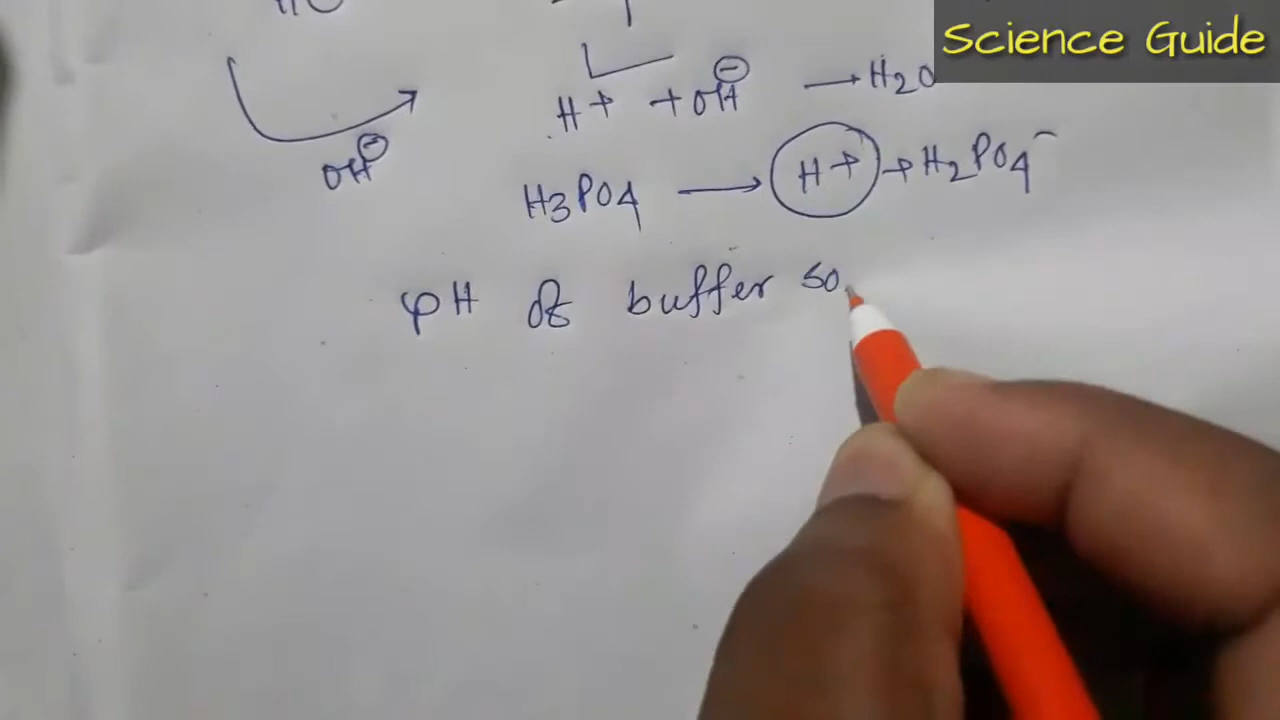 Science Guide
H+ + OH⊖ → H2O
OH⊖
H3PO4 → H+ + H2PO4-
pH of buffer so